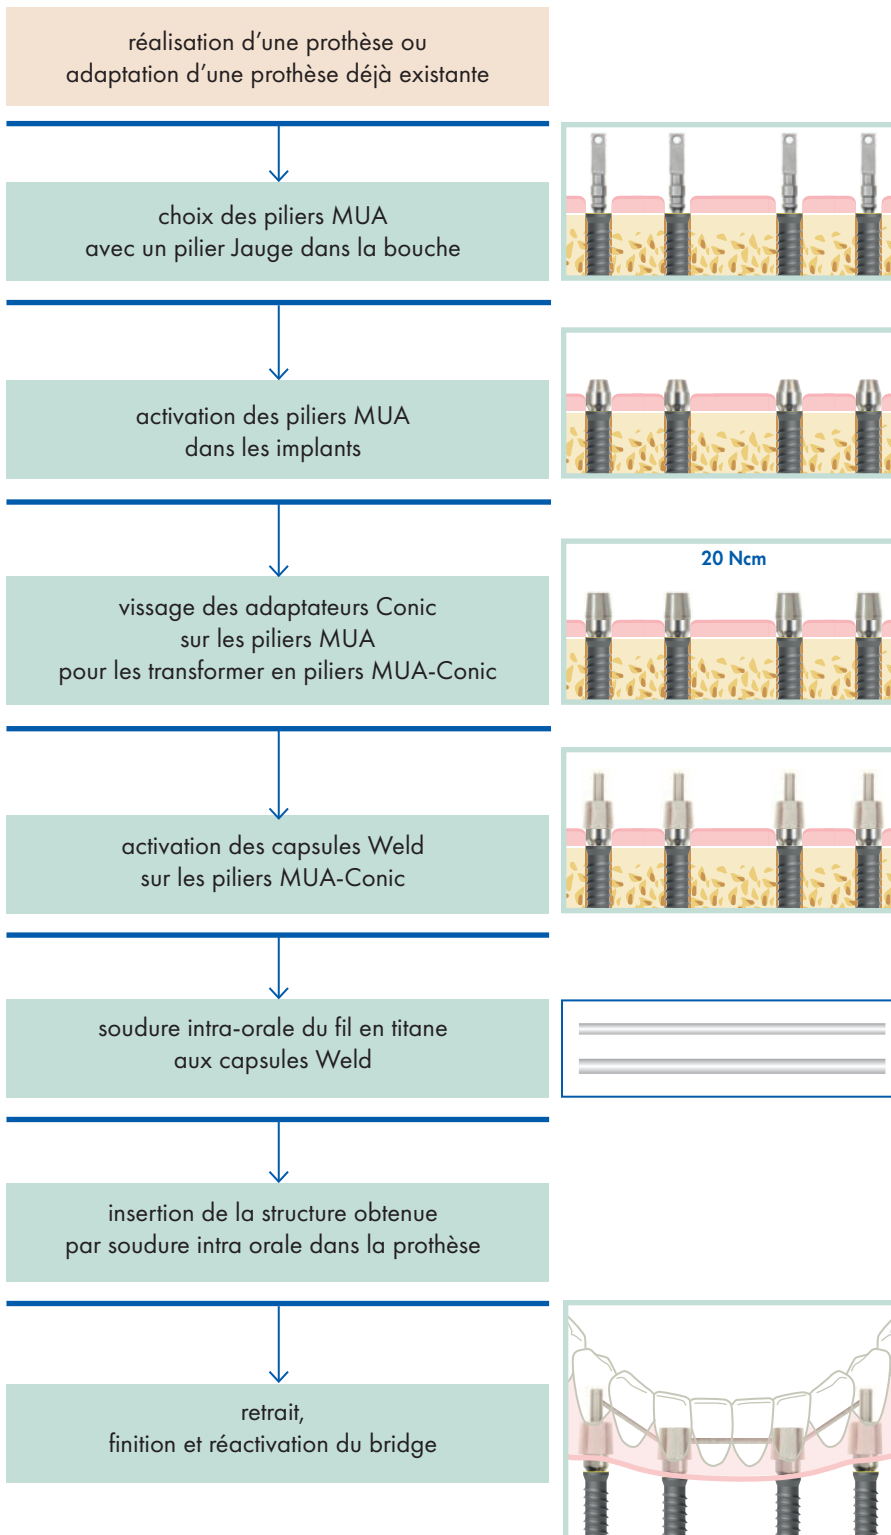 réalisation d’une prothèse ou
adaptation d’une prothèse déjà existante
choix des piliers MUA
avec un pilier Jauge dans la bouche
activation des piliers MUA
dans les implants
20 Ncm
vissage des adaptateurs Conic
sur les piliers MUA
pour les transformer en piliers MUA-Conic
activation des capsules Weld
sur les piliers MUA-Conic
soudure intra-orale du fil en titane
aux capsules Weld
insertion de la structure obtenue
par soudure intra orale dans la prothèse
retrait,
finition et réactivation du bridge